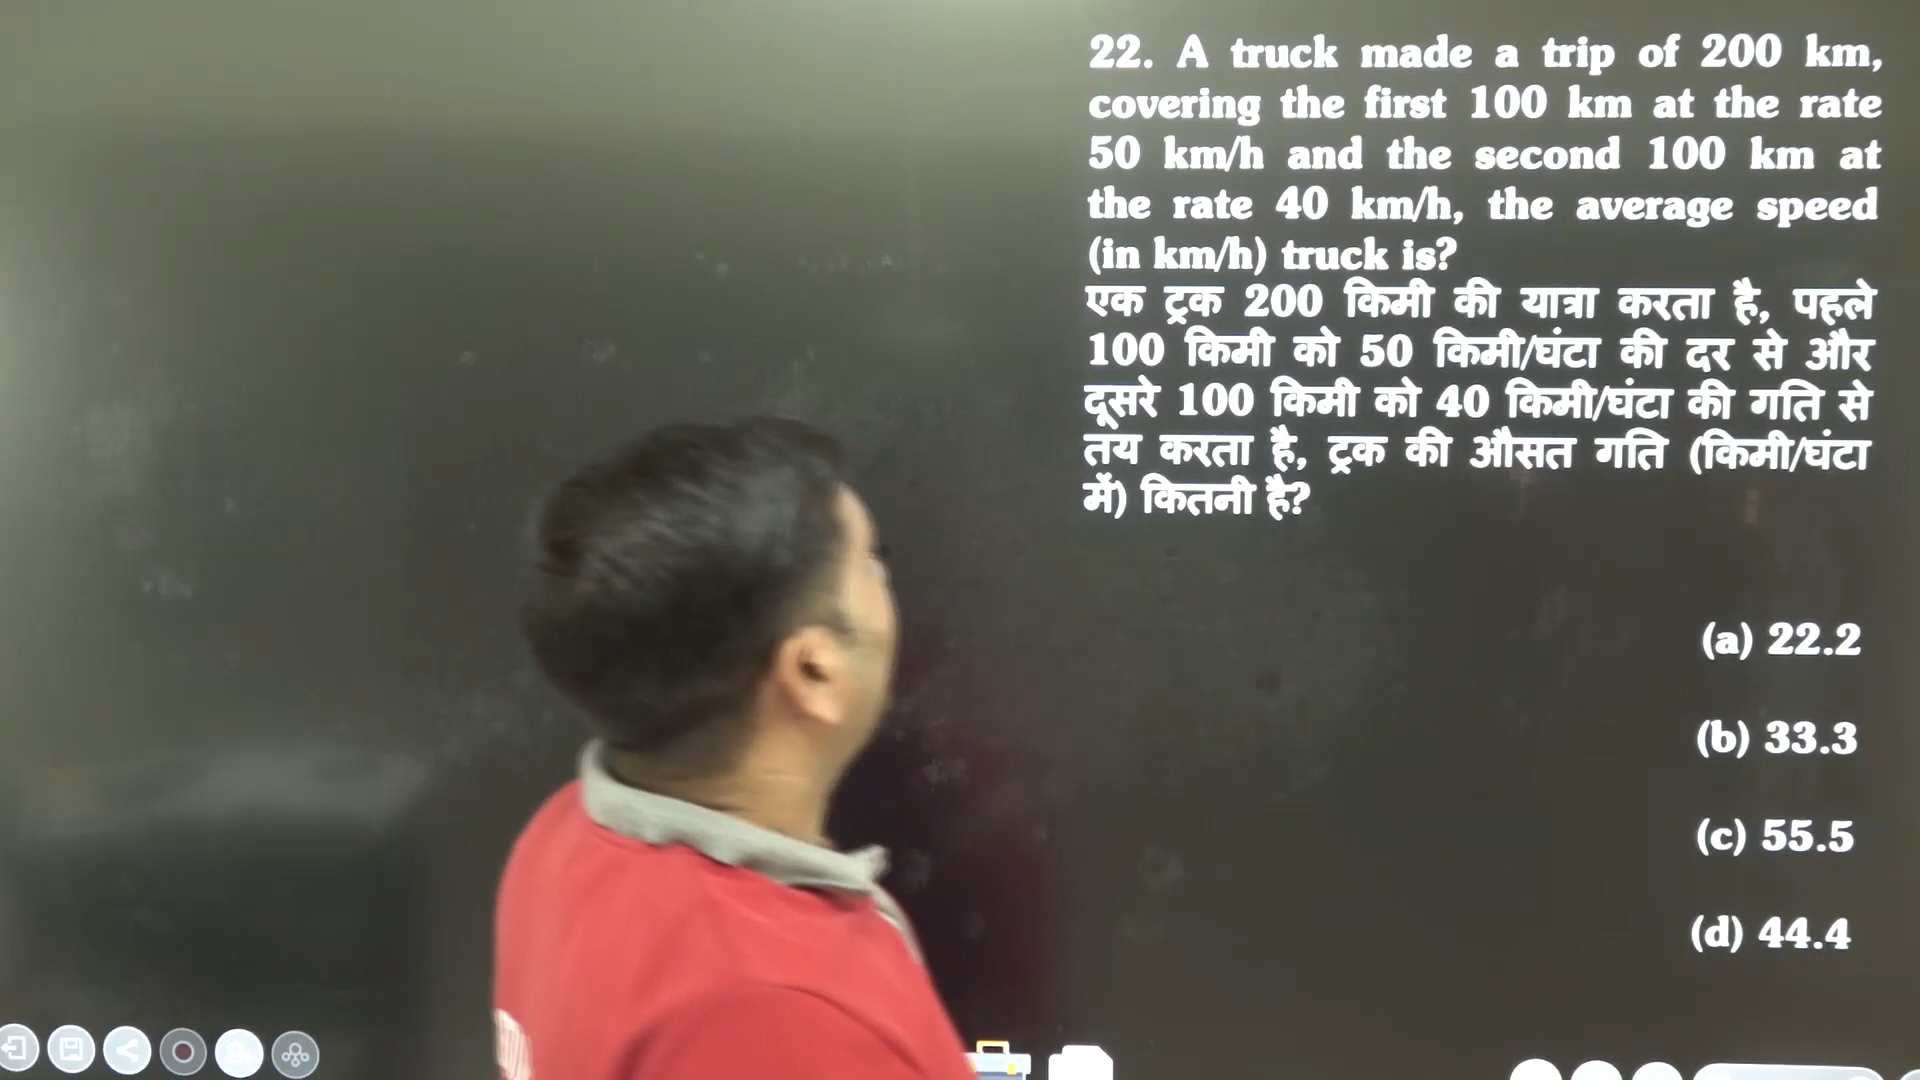 22. A truck made a trip of 200 km,
covering the first 100 km at the rate
50 km/h and the second 100 km at
the rate 40 km/h, the average speed
(in km/h) truck is?
एक ट्रक 200 किमी की यात्रा करता है, पहले
100 किमी को 50 किमी/घंटा की दर से और
दूसरे 100 किमी को 40 किमी/घंटा की गति से
तय करता है, ट्रक की औसत गति (किमी/घंटा
में) कितनी है?
(a) 22.2
(b) 33.3
(c) 55.5
(d) 44.4